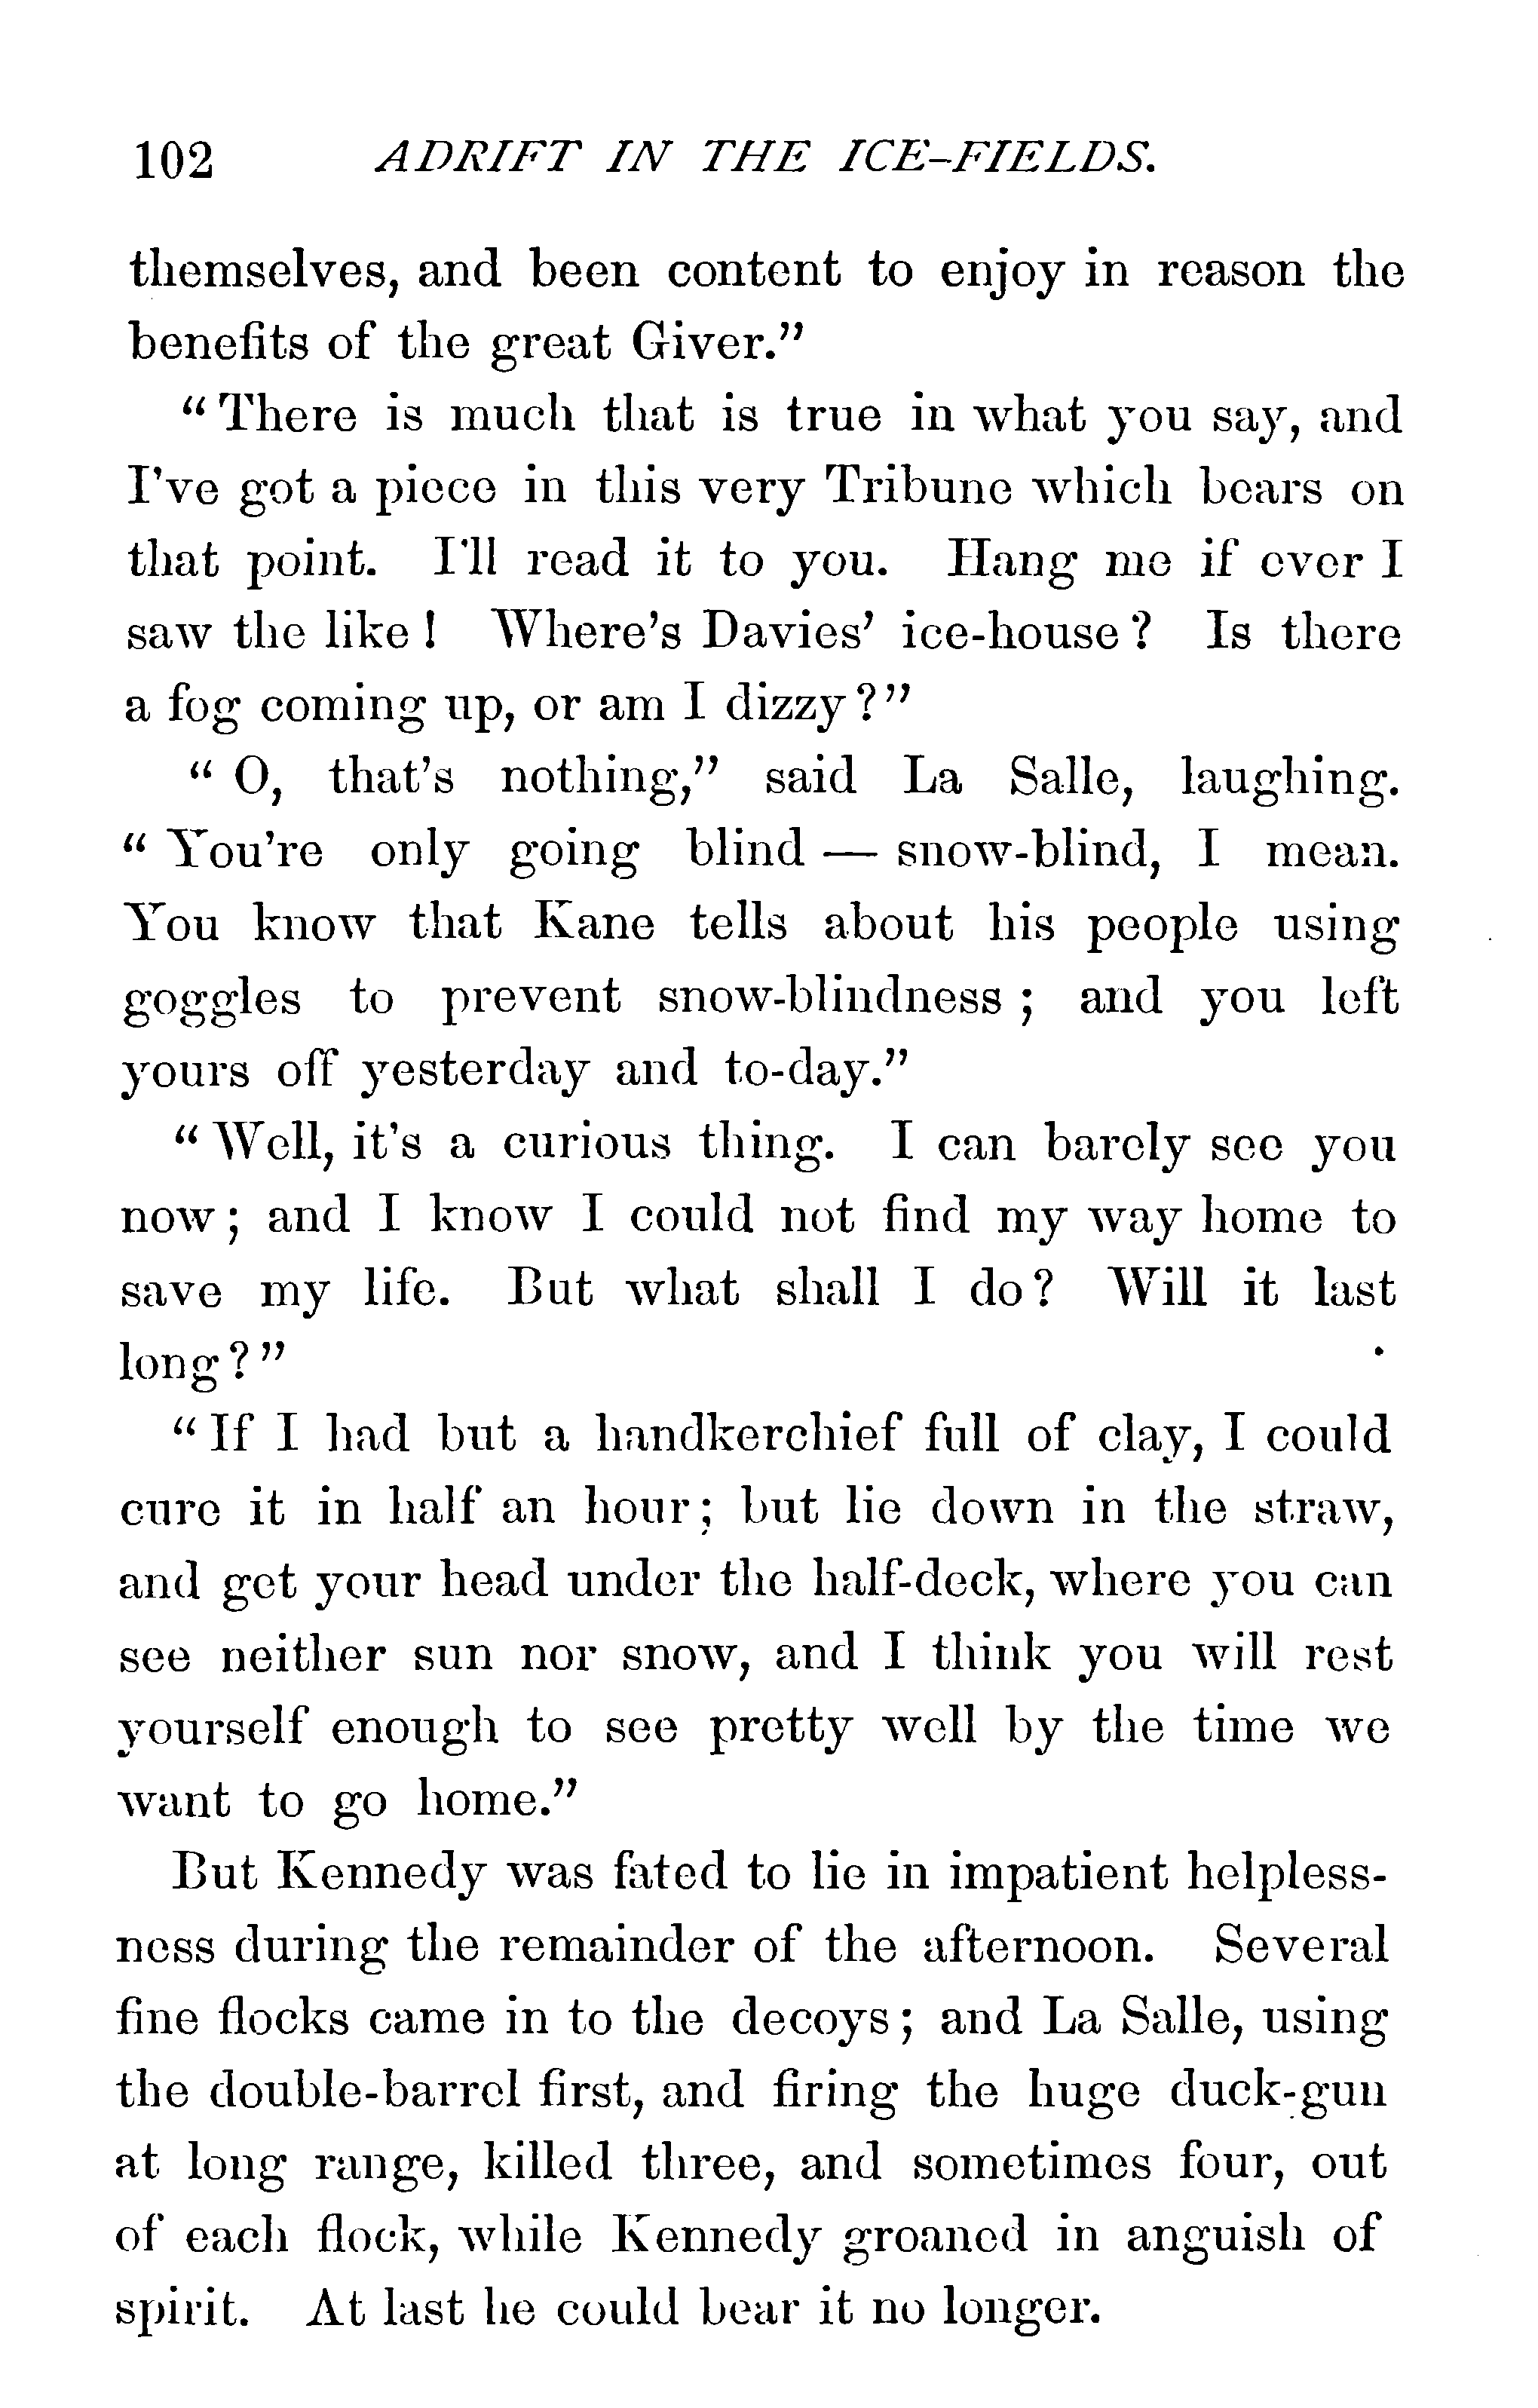 102 ADRIFT IN THE ICE-FIELDS.
themselves, and been content to enjoy in reason the
benefits of the great Giver."
"There is much that is true in what you say, and
I've got a piece in this very Tribune which bears on
that point. I'll read it to you. Hang me if ever I
saw the like! Where's Davies' ice-house? Is there
a fog coming up, or am I dizzy?"
"O, that's nothing," said La Salle, laughing.
"You're only going blind — snow-blind, I mean.
You know that Kane tells about his people using
goggles to prevent snow-blindness; and you left
yours off yesterday and to-day."
"Well, it's a curious thing. I can barely see you
now; and I know I could not find my way home to
save my life. But what shall I do? Will it last
long?"
"If I had but a handkerchief full of clay, I could
cure it in half an hour; but lie down in the straw,
and get your head under the half-deck, where you can
see neither sun nor snow, and I think you will rest
yourself enough to see pretty well by the time we
want to go home."
But Kennedy was fated to lie in impatient helpless-
ness during the remainder of the afternoon. Several
fine flocks came in to the decoys; and La Salle, using
the double-barrel first, and firing the huge duck-gun
at long range, killed three, and sometimes four, out
of each flock, while Kennedy groaned in anguish of
spirit. At last he could bear it no longer.